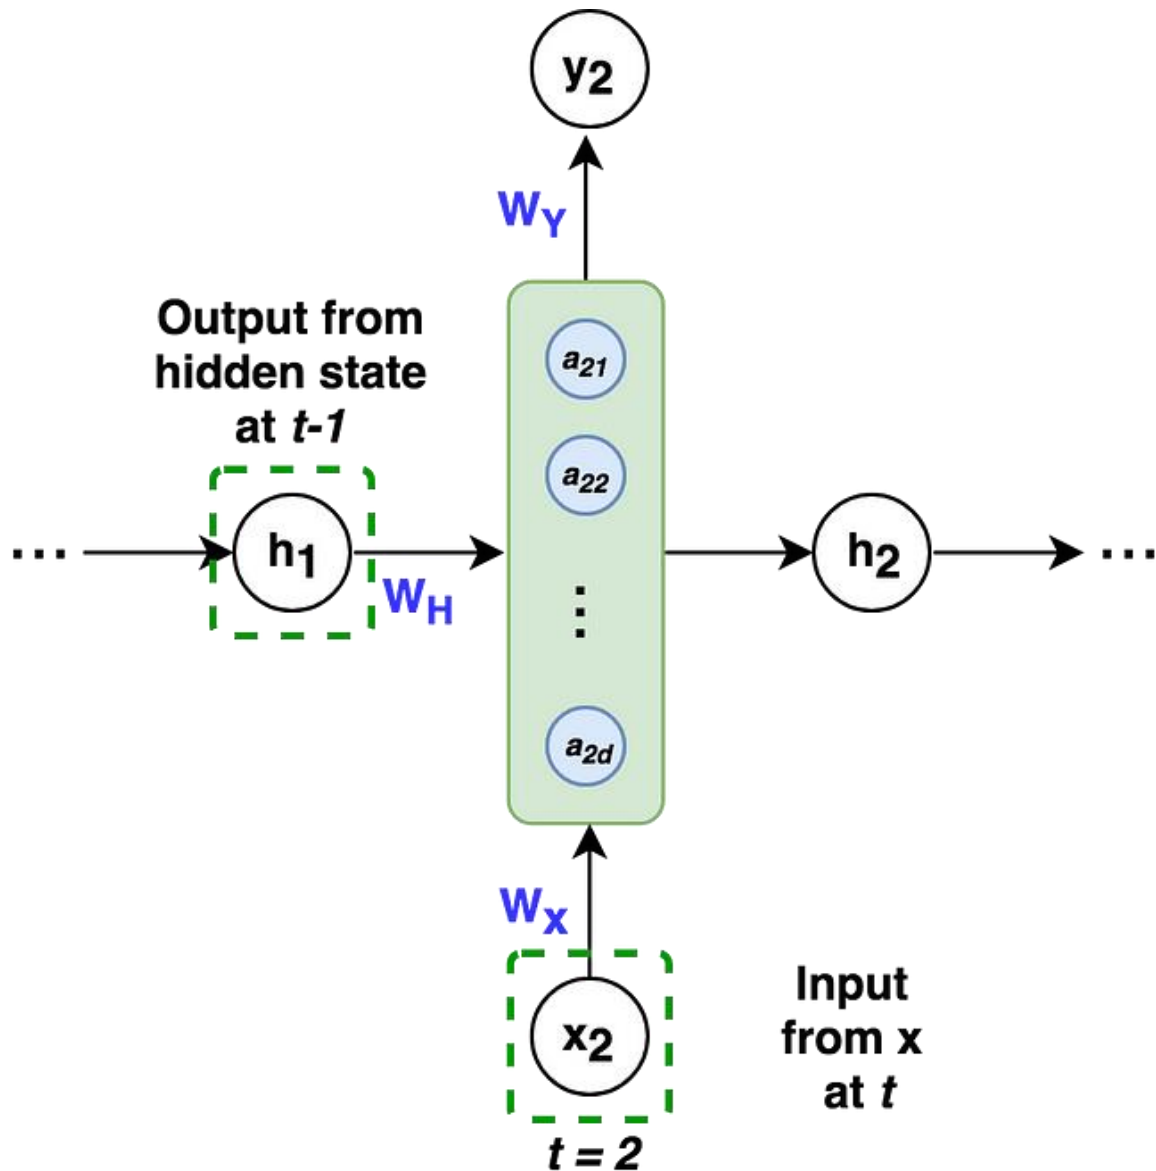 y2
WY
Output from
hidden state
at t-1
a21
a22
... h1 h2 ...
WH
⋮
a2d
WX
x2
Input
from x
at t
t = 2